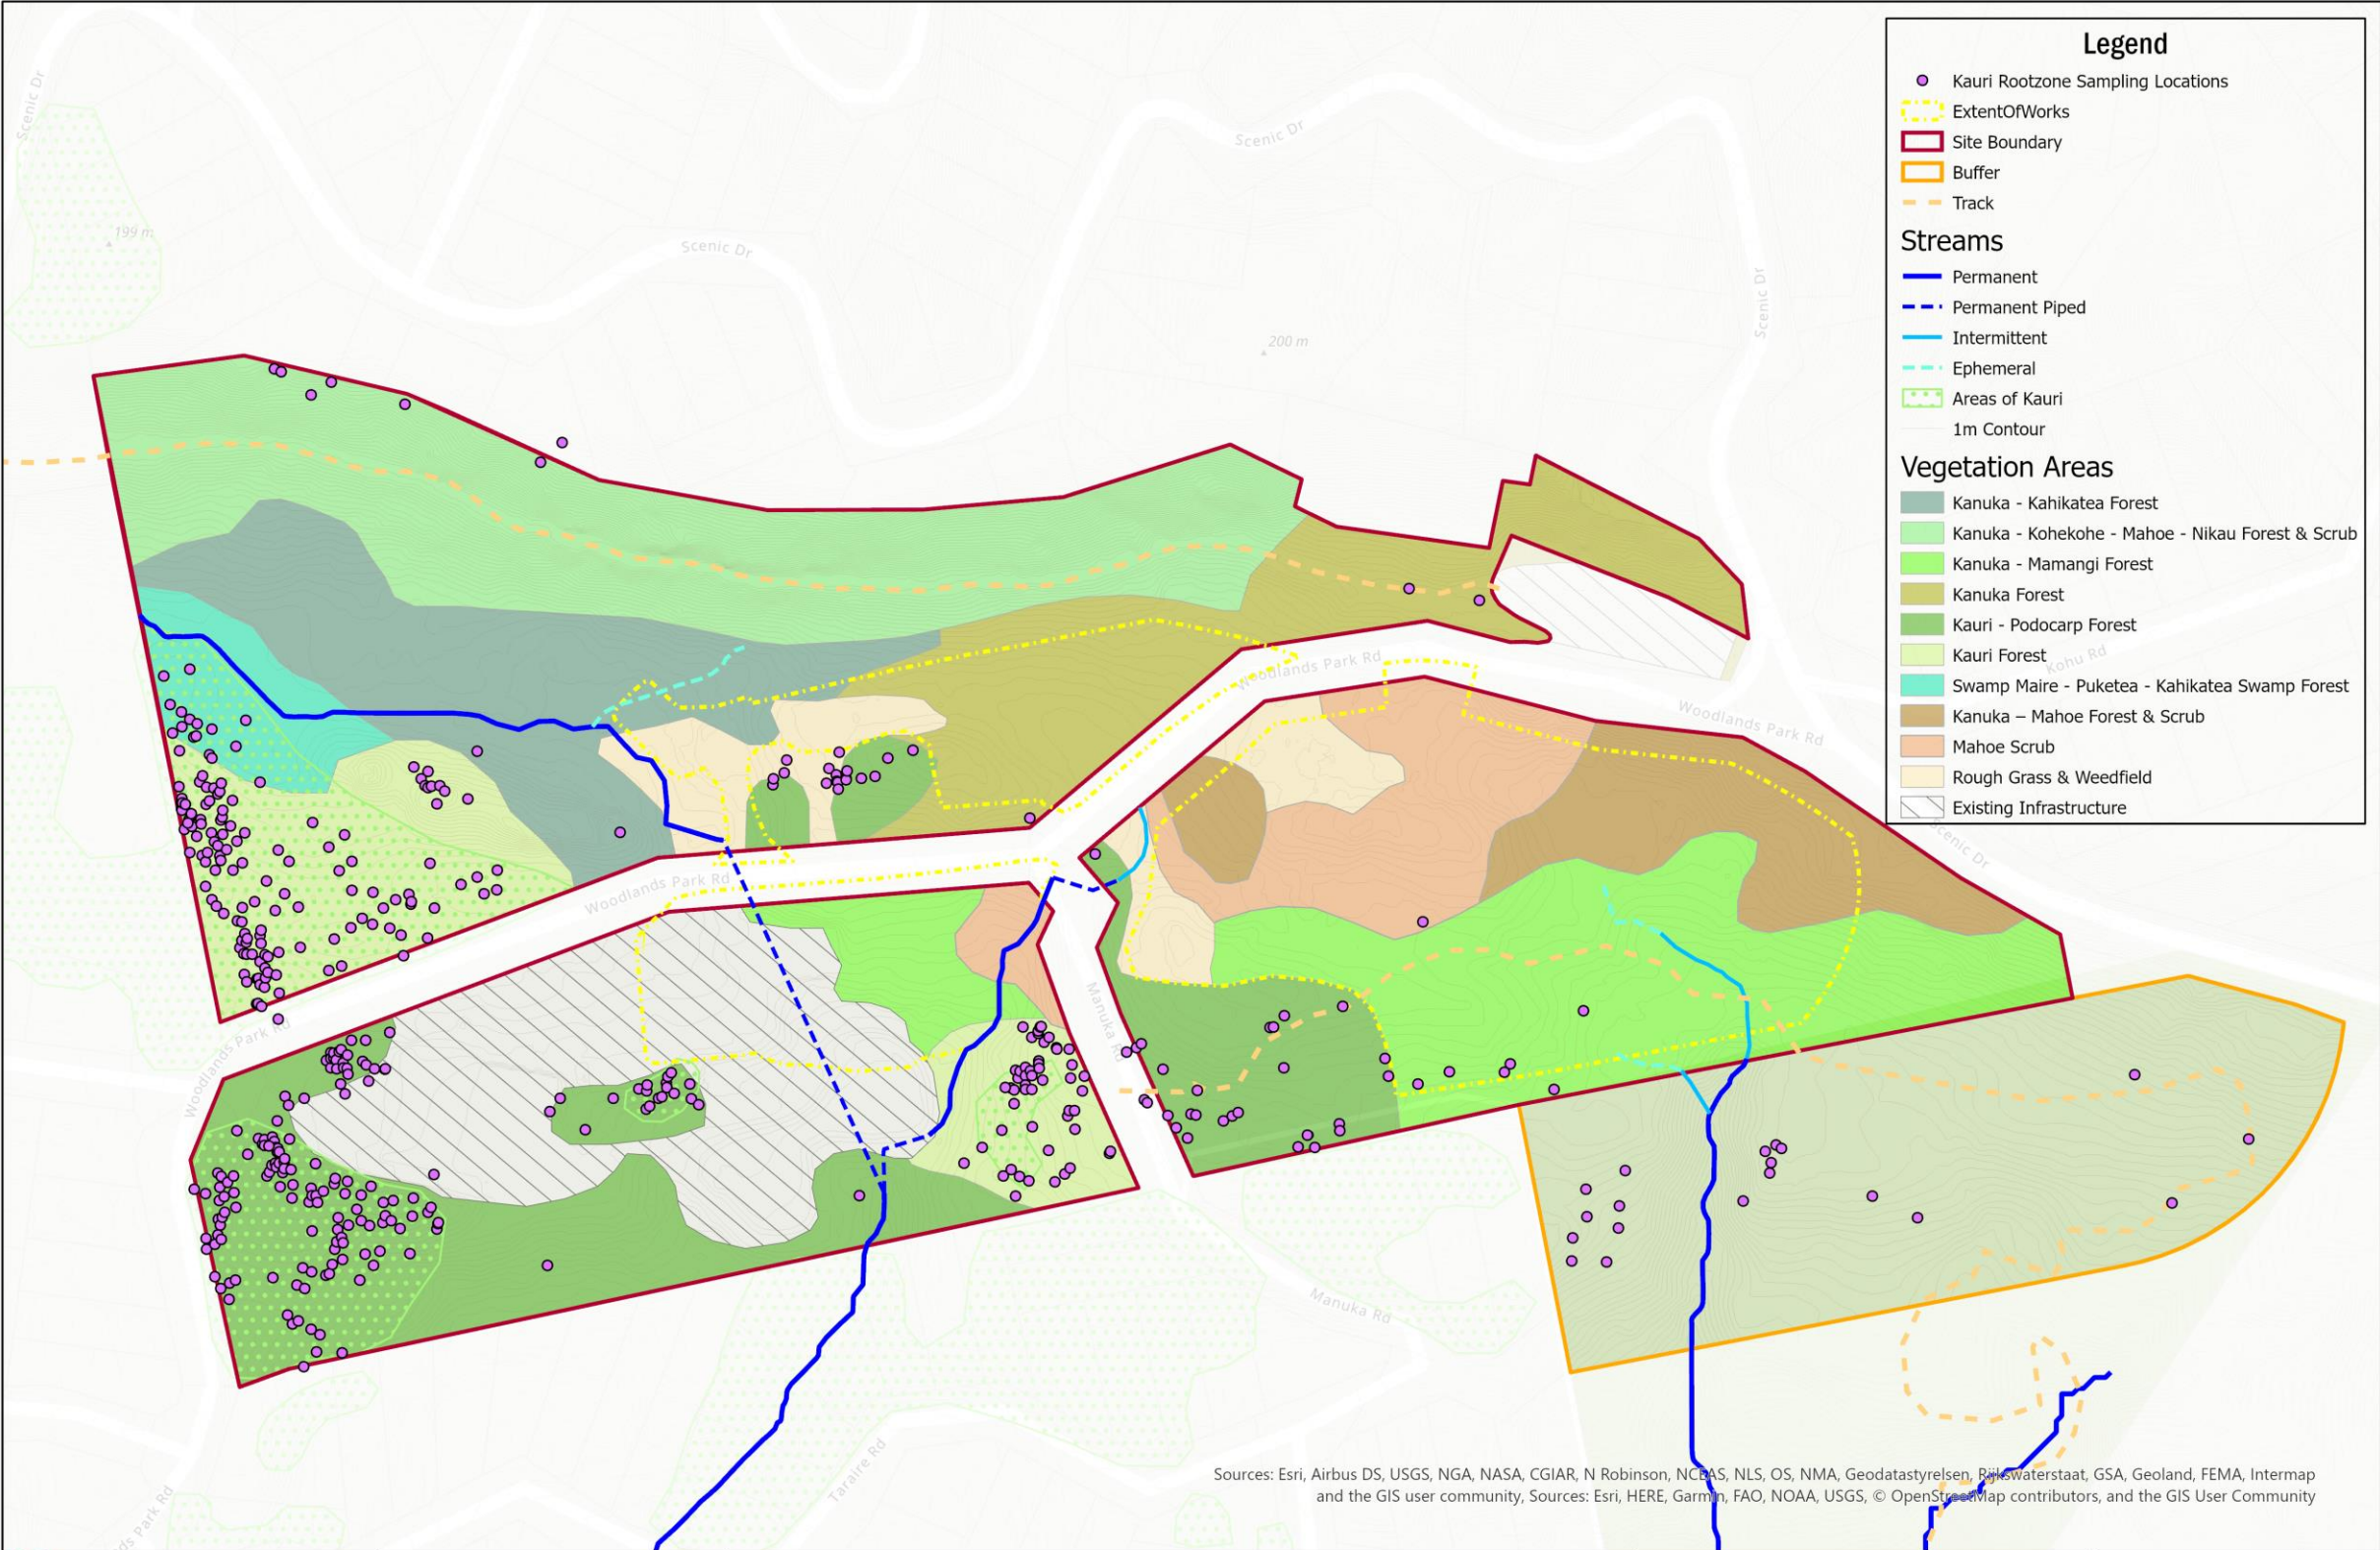 Legend
Kauri Rootzone Sampling Locations
ExtentOfWorks
Site Boundary
Buffer
Track
Streams
Permanent
Permanent Piped
Intermittent
Ephemeral
Areas of Kauri
1m Contour
Vegetation Areas
Kanuka - Kahikatea Forest
Kanuka - Kohekohe - Mahoe - Nikau Forest & Scrub
Kanuka - Mamangi Forest
Kanuka Forest
Kauri - Podocarp Forest
Kauri Forest
Swamp Maire - Puketea - Kahikatea Swamp Forest
Kanuka – Mahoe Forest & Scrub
Mahoe Scrub
Rough Grass & Weedfield
Existing Infrastructure
Scenic Dr
Scenic Dr
Scenic Dr
Scenic Dr
199 m
200 m
Kohu Rd
Woodlands Park Rd
Woodlands Park Rd
Scenic Dr
Woodlands Park Rd
Manuka Rd
Woodlands Park Rd
Manuka Rd
Taraire Rd
ds Park Rd
Sources: Esri, Airbus DS, USGS, NGA, NASA, CGIAR, N Robinson, NCEAS, NLS, OS, NMA, Geodatastyrelsen, Rijkswaterstaat, GSA, Geoland, FEMA, Intermap
and the GIS user community, Sources: Esri, HERE, Garmin, FAO, NOAA, USGS, © OpenStreetMap contributors, and the GIS User Community